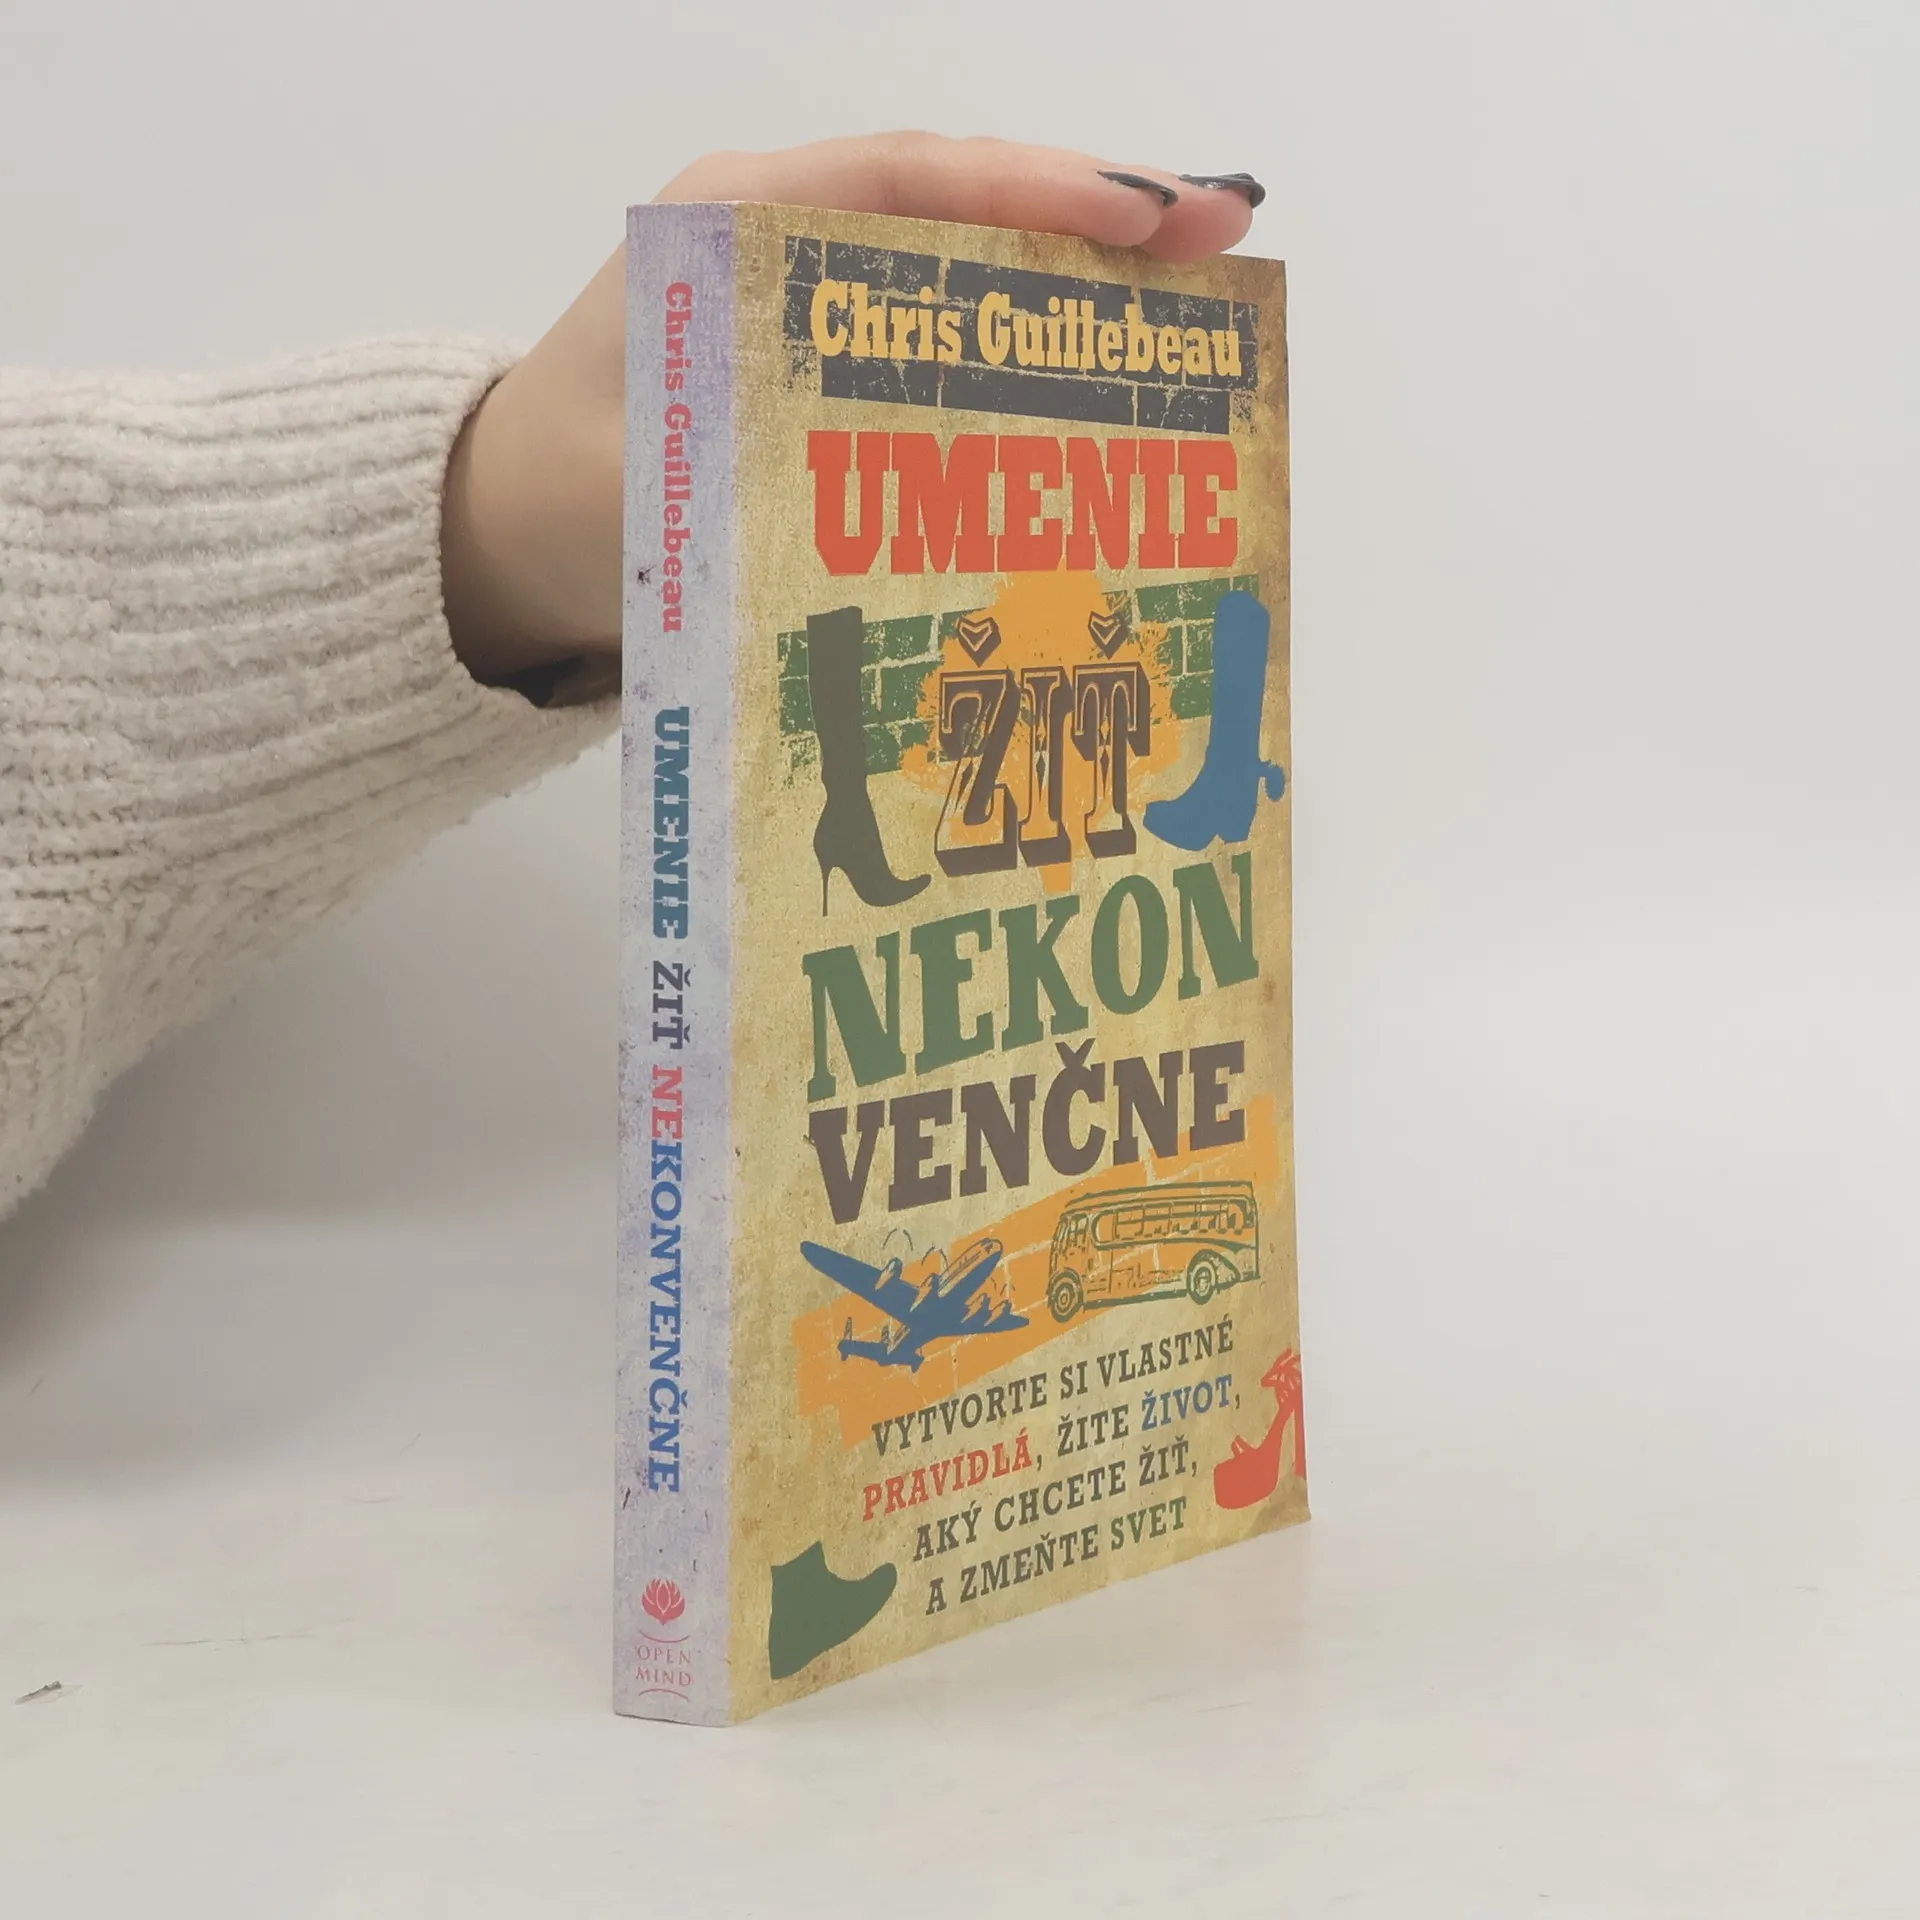 Chris Guillebeau
UMENIE
ŽIŤ
NEKON
VENČNE
VYTVORTE SI VLASTNÉ
PRAVIDLÁ, ŽITE ŽIVOT,
AKÝ CHCETE ŽIŤ,
A ZMEŇTE SVET
Chris Guillebeau UMENIE ŽIŤ NEKONVENČNE
OPEN
MIND